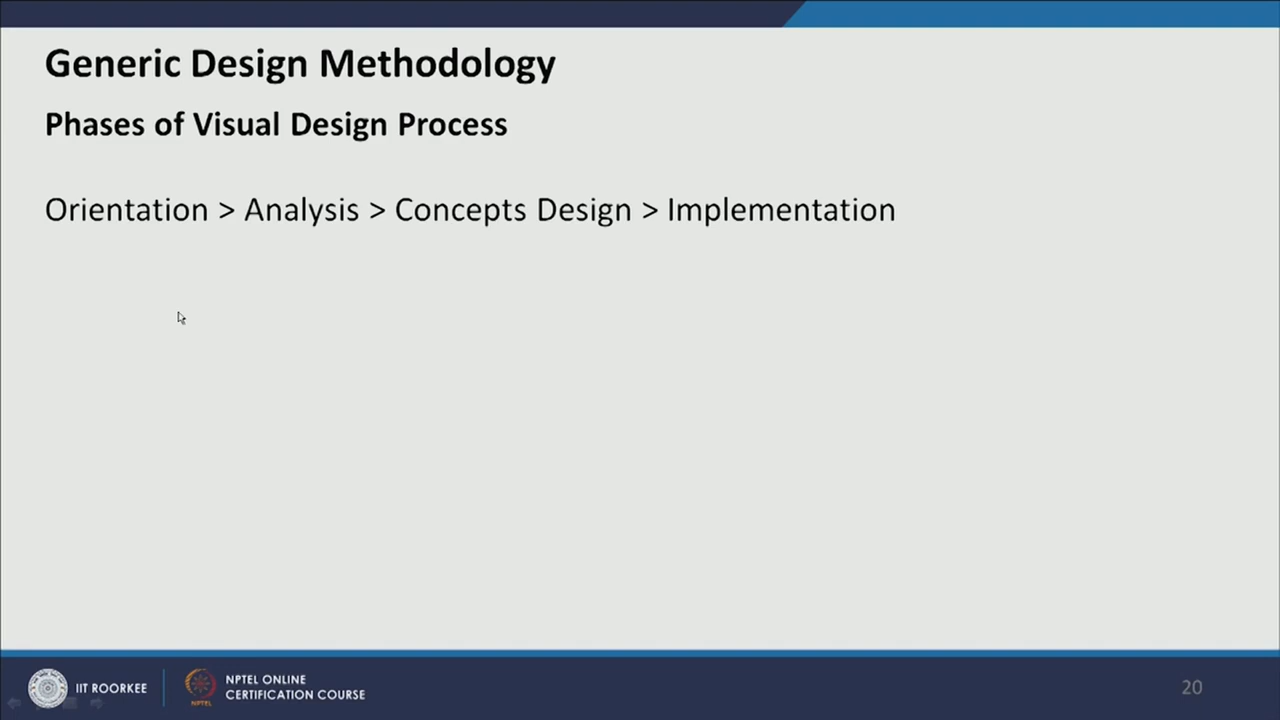 Generic Design Methodology
Phases of Visual Design Process
Orientation > Analysis > Concepts Design > Implementation
IIT ROORKEE
NPTEL ONLINE
CERTIFICATION COURSE
NPTEL
20